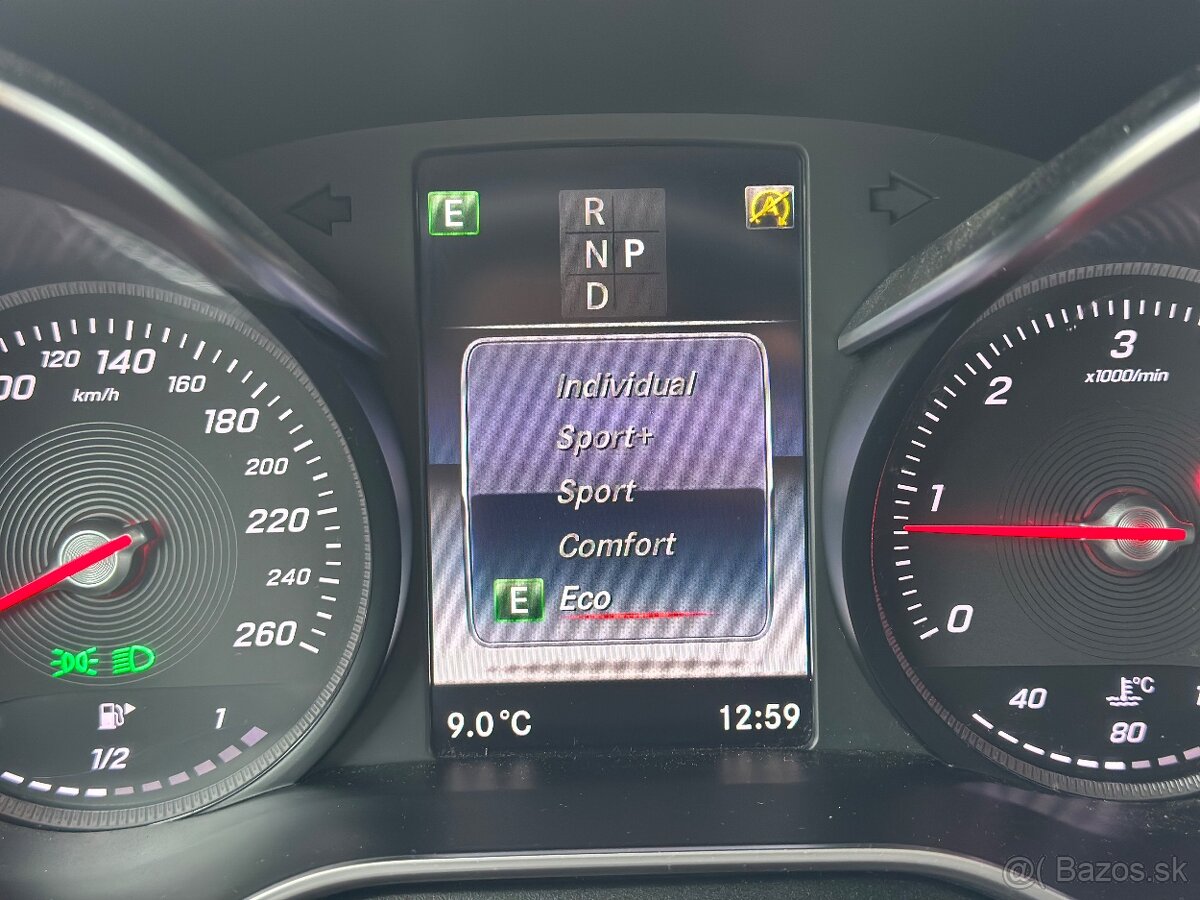 E
R
N P
D
A
Individual
Sport+
Sport
Comfort
E Eco
9.0 °C
12:59
00
120
140
160
180
200
220
240
260
km/h
1/2
1
3
2
1
0
x1000/min
40
°C
80
@( Bazos.sk